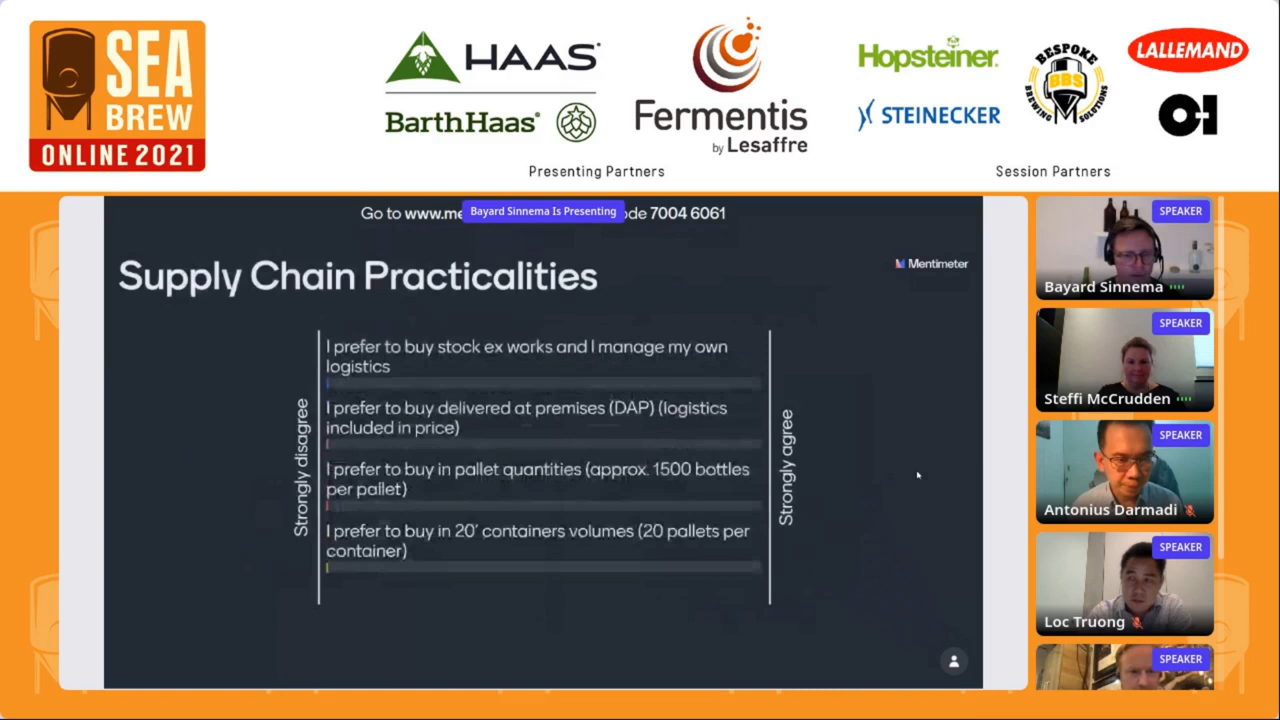 SEA
BREW
ONLINE 2021
HAAS®
BarthHaas®
Fermentis
by Lesaffre
Hopsteiner.
STEINECKER
BESPOKE
BBS
BREWING SOLUTIONS
LALLEMAND
O-I
Presenting Partners
Session Partners
Go to www.me
Bayard Sinnema Is Presenting
de 7004 6061
Supply Chain Practicalities
Mentimeter
Strongly disagree
I prefer to buy stock ex works and I manage my own
logistics
I prefer to buy delivered at premises (DAP) (logistics
included in price)
I prefer to buy in pallet quantities (approx. 1500 bottles
per pallet)
I prefer to buy in 20' containers volumes (20 pallets per
container)
Strongly agree
SPEAKER
Bayard Sinnema
SPEAKER
Steffi McCrudden
SPEAKER
Antonius Darmadi
SPEAKER
Loc Truong
SPEAKER